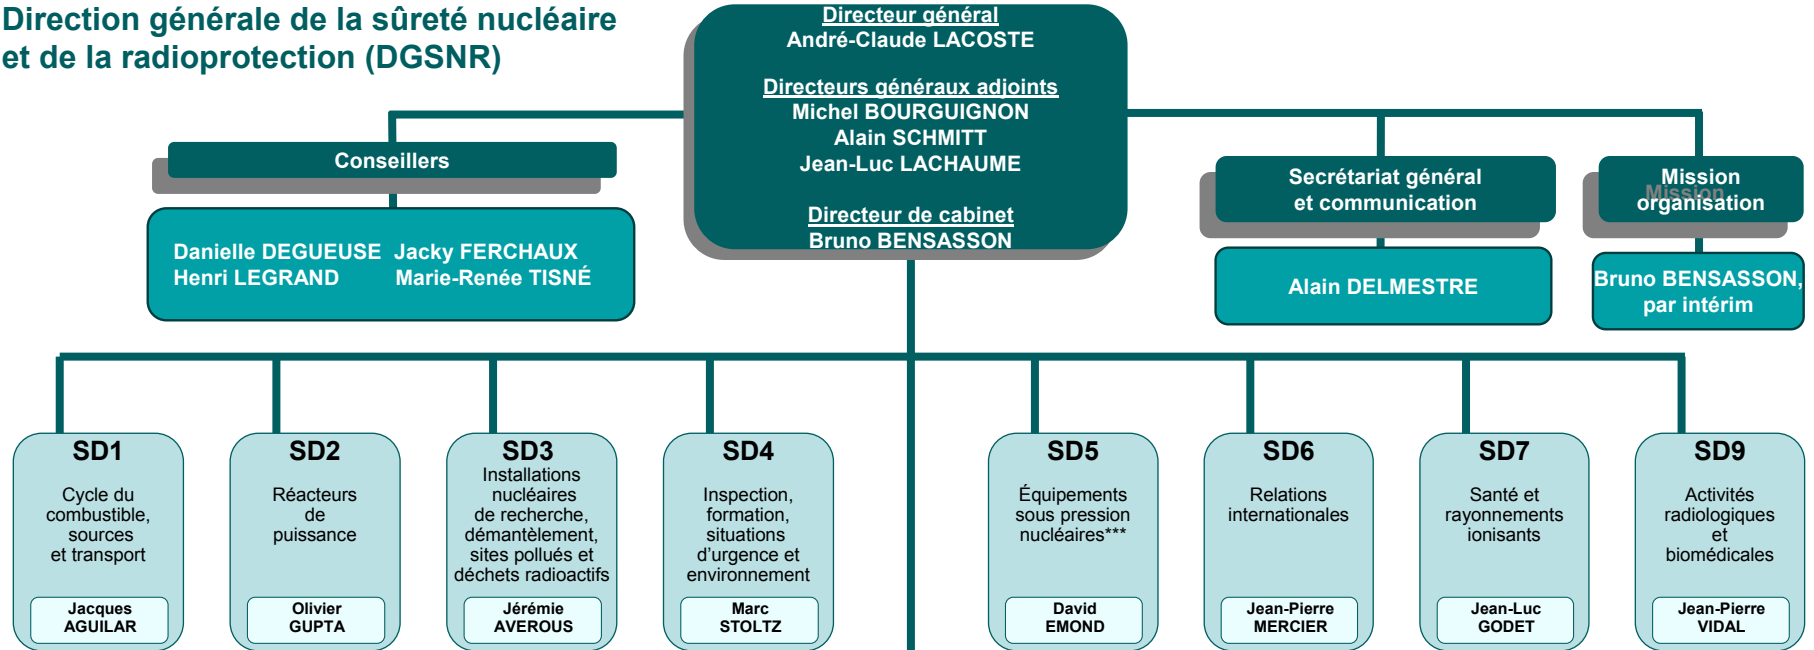 Direction générale de la sûreté nucléaire
et de la radioprotection (DGSNR)
Directeur général
André-Claude LACOSTE
Directeurs généraux adjoints
Michel BOURGUIGNON
Alain SCHMITT
Jean-Luc LACHAUME
Directeur de cabinet
Bruno BENSASSON
Conseillers
Danielle DEGUEUSE Jacky FERCHAUX
Henri LEGRAND Marie-Renée TISNÉ
Secrétariat général
et communication
Alain DELMESTRE
Mission
Mission
organisation
Bruno BENSASSON,
par intérim
SD1
Cycle du
combustible,
sources
et transport
Jacques
AGUILAR
SD2
Réacteurs
de
puissance
Olivier
GUPTA
SD3
Installations
nucléaires
de recherche,
démantèlement,
sites pollués et
déchets radioactifs
Jérémie
AVEROUS
SD4
Inspection,
formation,
situations
d’urgence et
environnement
Marc
STOLTZ
SD5
Équipements
sous pression
nucléaires***
David
EMOND
SD6
Relations
internationales
Jean-Pierre
MERCIER
SD7
Santé et
rayonnements
ionisants
Jean-Luc
GODET
SD9
Activités
radiologiques
et
biomédicales
Jean-Pierre
VIDAL